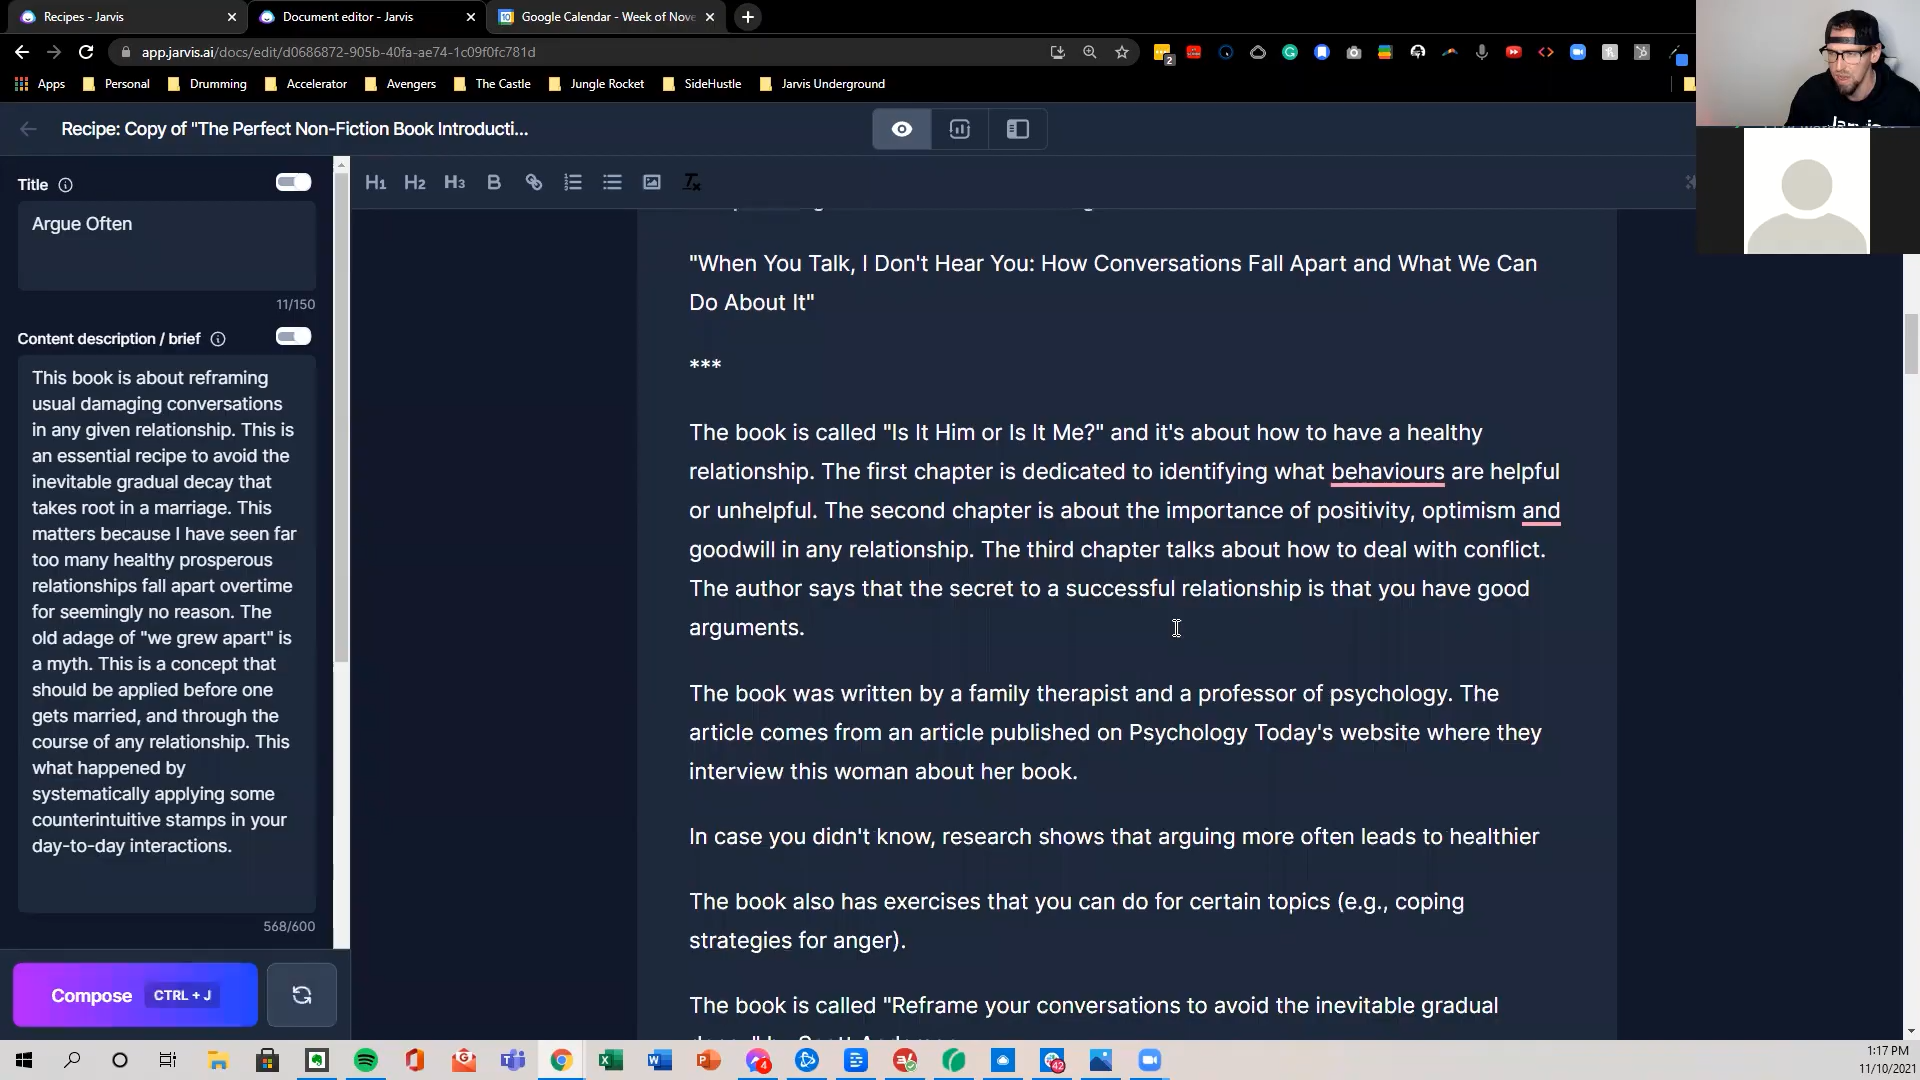 Recipes - Jarvis
Document editor - Jarvis
Google Calendar - Week of Nove
app.jarvis.ai/docs/edit/d0686872-905b-40fa-ae74-1c09f0fc781d
Apps
Personal
Drumming
Accelerator
Avengers
The Castle
Jungle Rocket
SideHustle
Jarvis Underground
Recipe: Copy of "The Perfect Non-Fiction Book Introducti...
Title
Argue Often
11/150
Content description / brief
This book is about reframing
usual damaging conversations
in any given relationship. This is
an essential recipe to avoid the
inevitable gradual decay that
takes root in a marriage. This
matters because I have seen far
too many healthy prosperous
relationships fall apart overtime
for seemingly no reason. The
old adage of "we grew apart" is
a myth. This is a concept that
should be applied before one
gets married, and through the
course of any relationship. This
what happened by
systematically applying some
counterintuitive stamps in your
day-to-day interactions.
568/600
Compose CTRL + J
H1 H2 H3 B
"When You Talk, I Don't Hear You: How Conversations Fall Apart and What We Can
Do About It"
***
The book is called "Is It Him or Is It Me?" and it's about how to have a healthy
relationship. The first chapter is dedicated to identifying what behaviours are helpful
or unhelpful. The second chapter is about the importance of positivity, optimism and
goodwill in any relationship. The third chapter talks about how to deal with conflict.
The author says that the secret to a successful relationship is that you have good
arguments.
The book was written by a family therapist and a professor of psychology. The
article comes from an article published on Psychology Today's website where they
interview this woman about her book.
In case you didn't know, research shows that arguing more often leads to healthier
The book also has exercises that you can do for certain topics (e.g., coping
strategies for anger).
The book is called "Reframe your conversations to avoid the inevitable gradual
1:17 PM
11/10/2021